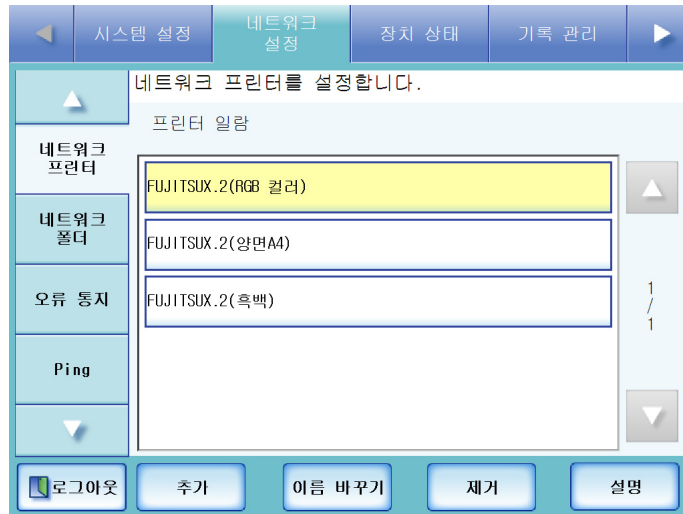 시스템 설정
네트워크
설정
장치 상태
기록 관리
네트워크 프린터를 설정합니다.
프린터 일람
네트워크
프린터
네트워크
폴더
오류 통지
Ping
FUJITSUX.2(RGB 컬러)
FUJITSUX.2(양면A4)
FUJITSUX.2(흑백)
1
/
1
로그아웃
추가
이름 바꾸기
제거
설명